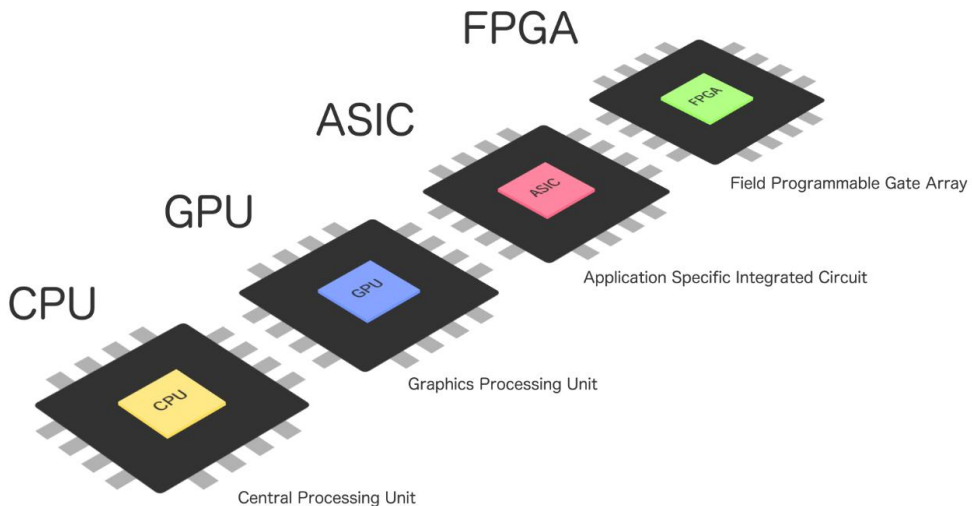 FPGA
FPGA
Field Programmable Gate Array
ASIC
ASIC
Application Specific Integrated Circuit
GPU
GPU
Graphics Processing Unit
CPU
CPU
Central Processing Unit